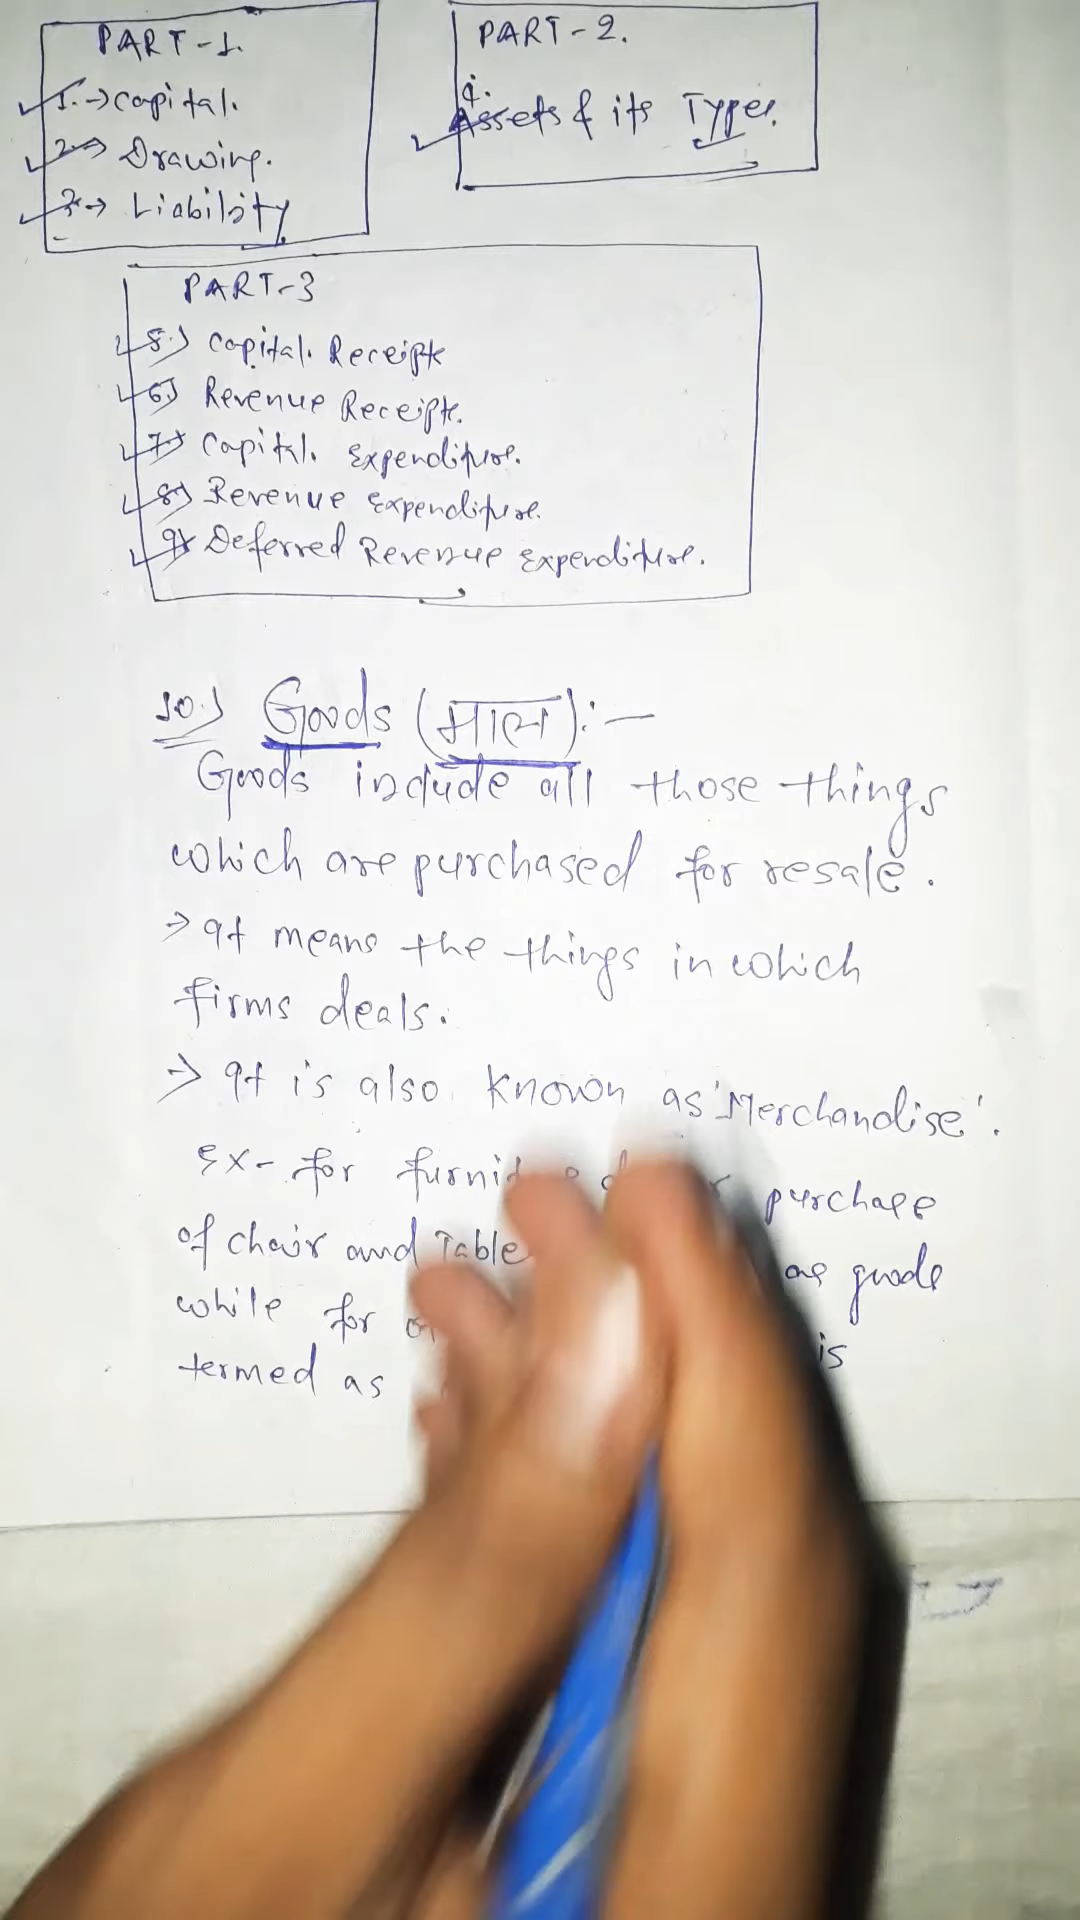 PART-1.
1.→ Capital.
2.→ Drawing.
3.→ Liability
PART-2.
4.
Assets & its Types.
PART-3
5.) Capital. Receipts
6.) Revenue Receipts.
7.) Capital. Expenditure.
8.) Revenue Expenditure.
9.) Deferred Revenue Expenditure.
10.) Goods (माल):—
Goods include all those things
which are purchased for resale.
→ It means the things in which
firms deals.
→ It is also known as 'Merchandise'.
Ex- for purchase
of chair and Table as goods
while for
termed as is